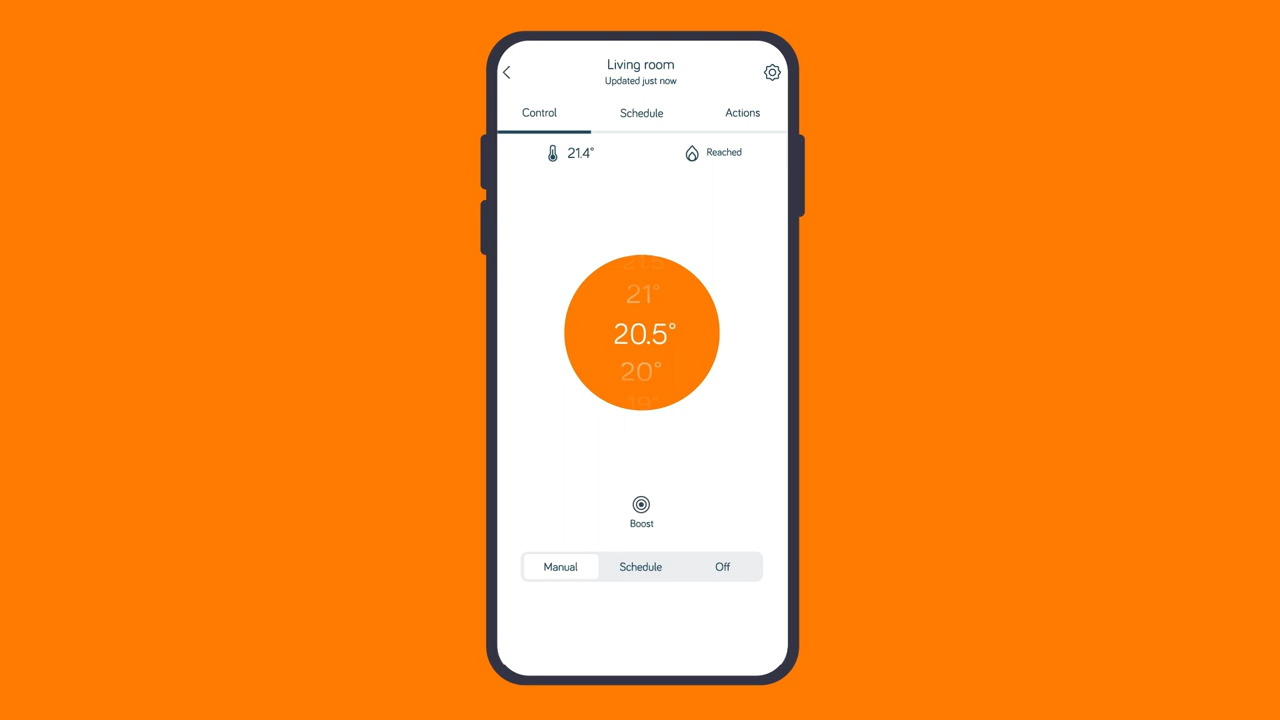 Living room
Updated just now
Control
Schedule
Actions
21.4°
Reached
21°
20.5°
20°
Boost
Manual
Schedule
Off